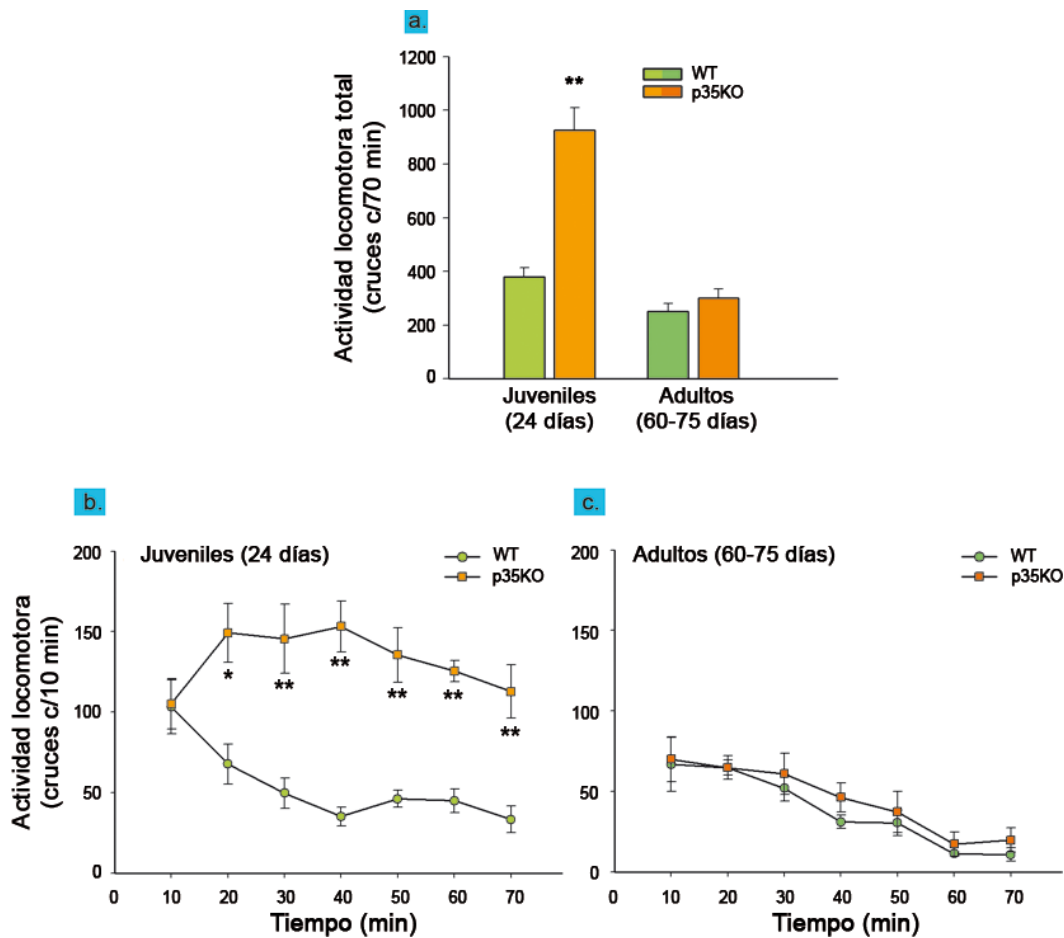 a.
Actividad locomotora total
(cruces c/70 min)
1200
1000
800
600
400
200
0
**
WT
p35KO
Juveniles
(24 días)
Adultos
(60-75 días)
b.
Actividad locomotora
(cruces c/10 min)
200
150
100
50
0
Juveniles (24 días)
WT
p35KO
*
**
**
**
**
**
0 10 20 30 40 50 60 70
Tiempo (min)
c.
200
150
100
50
0
Adultos (60-75 días)
WT
p35KO
0 10 20 30 40 50 60 70
Tiempo (min)